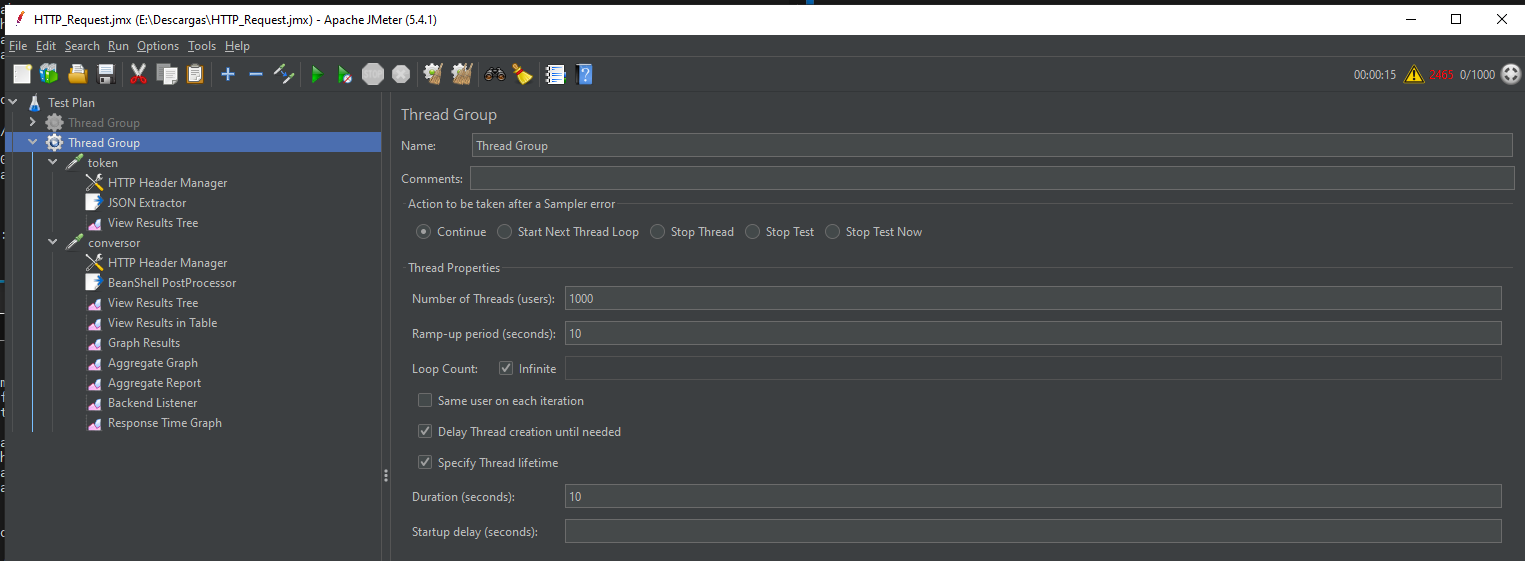 HTTP_Request.jmx (E:\Descargas\HTTP_Request.jmx) - Apache JMeter (5.4.1)
File Edit Search Run Options Tools Help
STOP
00:00:15 2465 0/1000
Test Plan
Thread Group
Thread Group
token
HTTP Header Manager
JSON Extractor
View Results Tree
conversor
HTTP Header Manager
BeanShell PostProcessor
View Results Tree
View Results in Table
Graph Results
Aggregate Graph
Aggregate Report
Backend Listener
Response Time Graph
Thread Group
Name: Thread Group
Comments:
Action to be taken after a Sampler error
Continue Start Next Thread Loop Stop Thread Stop Test Stop Test Now
Thread Properties
Number of Threads (users): 1000
Ramp-up period (seconds): 10
Loop Count: Infinite
Same user on each iteration
Delay Thread creation until needed
Specify Thread lifetime
Duration (seconds): 10
Startup delay (seconds):